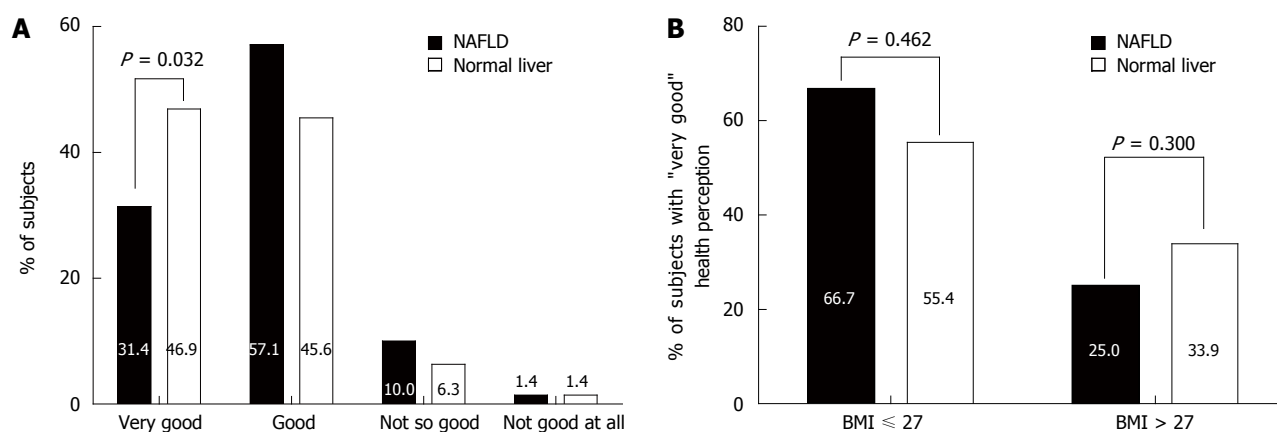 A
60
40
20
0
% of subjects
NAFLD
Normal liver
P = 0.032
31.4
46.9
57.1
45.6
10.0
6.3
1.4
1.4
Very good
Good
Not so good
Not good at all
B
80
60
40
20
0
% of subjects with "very good"
health perception
NAFLD
Normal liver
P = 0.462
P = 0.300
66.7
55.4
25.0
33.9
BMI ⩽ 27
BMI > 27